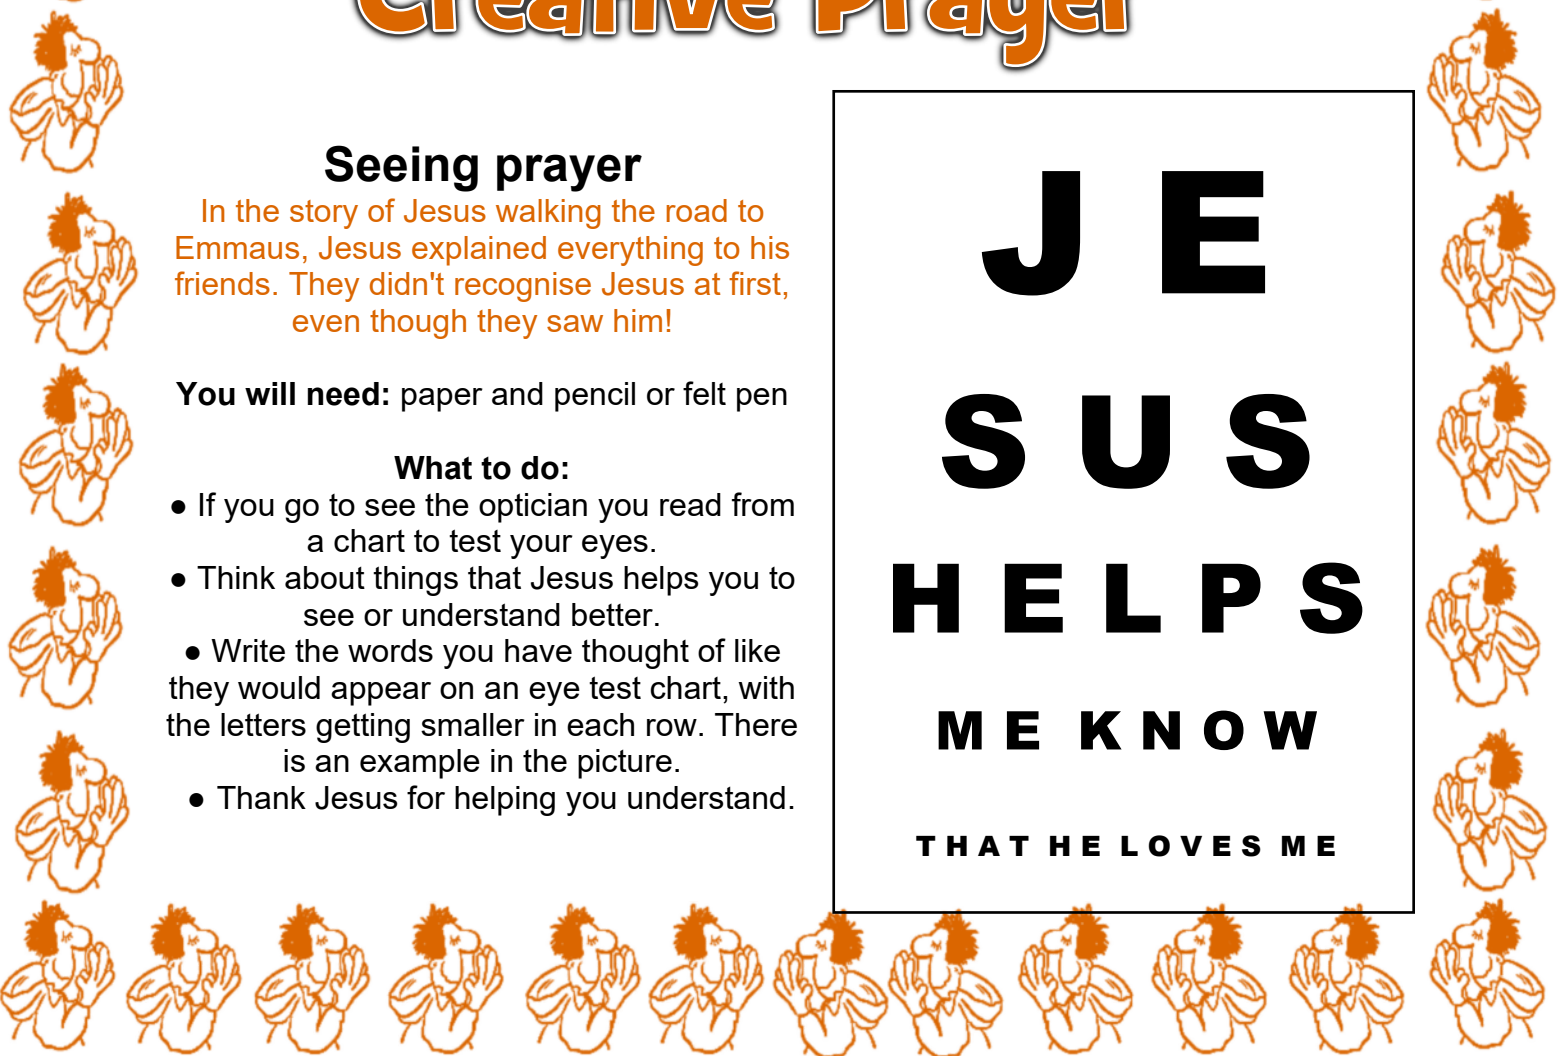 Creative Prayer
Seeing prayer
In the story of Jesus walking the road to
Emmaus, Jesus explained everything to his
friends. They didn't recognise Jesus at first,
even though they saw him!
You will need: paper and pencil or felt pen
What to do:
● If you go to see the optician you read from
a chart to test your eyes.
● Think about things that Jesus helps you to
see or understand better.
● Write the words you have thought of like
they would appear on an eye test chart, with
the letters getting smaller in each row. There
is an example in the picture.
● Thank Jesus for helping you understand.
J E
S U S
H E L P S
M E K N O W
T H A T H E L O V E S M E